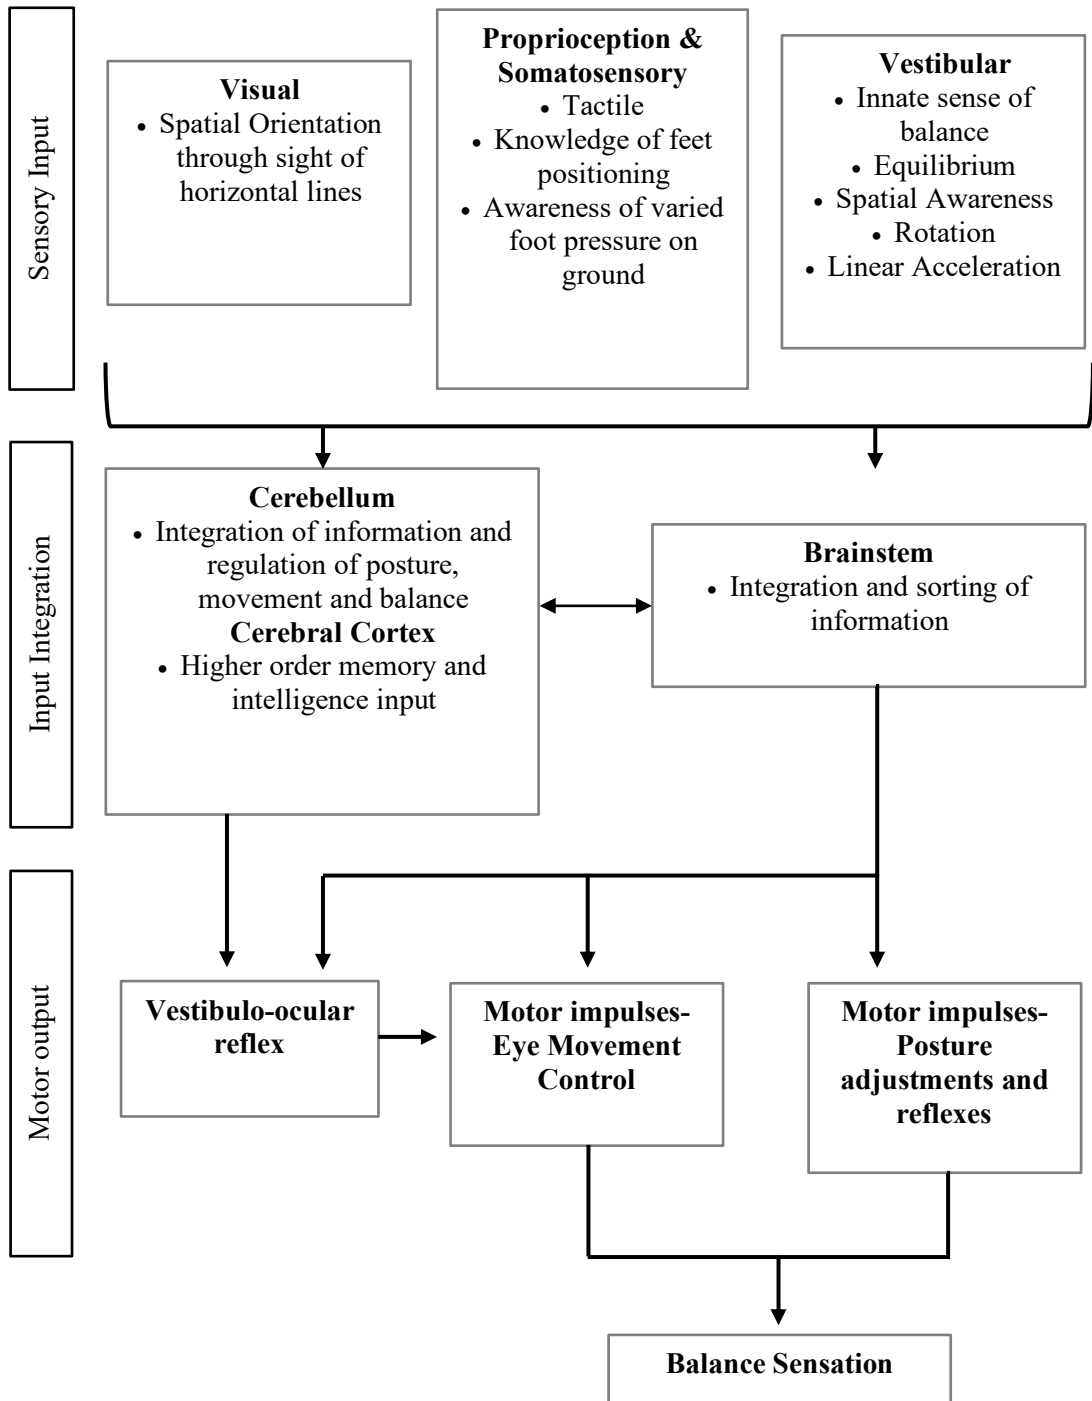 Sensory Input
Visual
• Spatial Orientation
through sight of
horizontal lines
Proprioception &
Somatosensory
• Tactile
• Knowledge of feet
positioning
• Awareness of varied
foot pressure on
ground
Vestibular
• Innate sense of
balance
• Equilibrium
• Spatial Awareness
• Rotation
• Linear Acceleration
Input Integration
Cerebellum
• Integration of information and
regulation of posture,
movement and balance
Cerebral Cortex
• Higher order memory and
intelligence input
Brainstem
• Integration and sorting of
information
Motor output
Vestibulo-ocular
reflex
Motor impulses-
Eye Movement
Control
Motor impulses-
Posture
adjustments and
reflexes
Balance Sensation